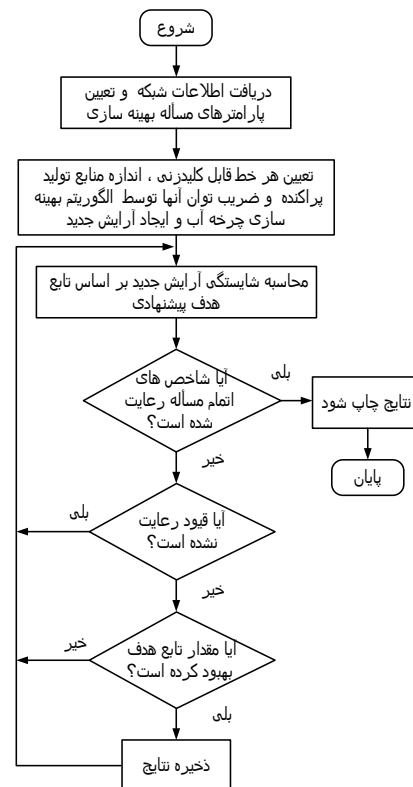 شروع
دریافت اطلاعات شبکه و تعیین
پارامترهای مسأله بهینه سازی
تعیین هر خط قابل کلیدزنی ، اندازه منابع تولید
پراکنده و ضریب توان آنها توسط الگوریتم بهینه
سازی چرخه آب و ایجاد آرایش جدید
محاسبه شایستگی آرایش جدید بر اساس تابع
هدف پیشنهادی
آیا شاخص های
اتمام مسأله رعایت
شده است؟
بلی
نتایج چاپ شود
پایان
خیر
آیا قیود رعایت
نشده است؟
بلی
خیر
آیا مقدار تابع هدف
بهبود کرده است؟
خیر
بلی
ذخیره نتایج